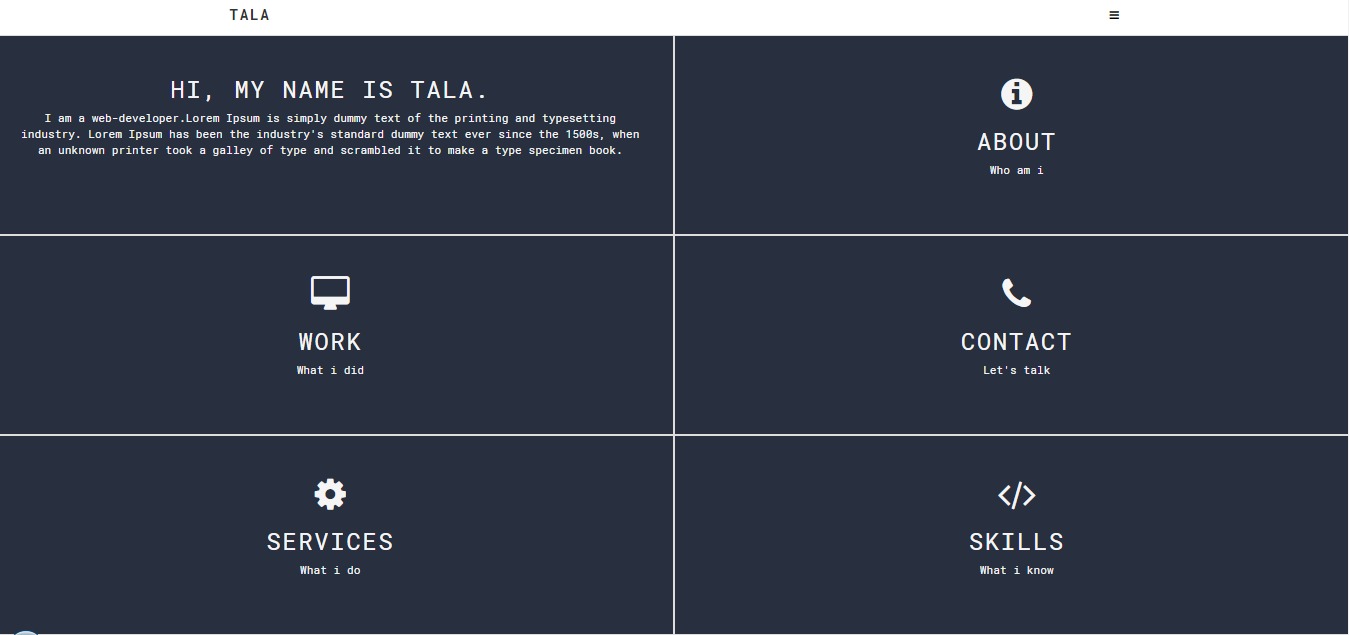 TALA
HI, MY NAME IS TALA.
I am a web-developer.Lorem Ipsum is simply dummy text of the printing and typesetting
industry. Lorem Ipsum has been the industry's standard dummy text ever since the 1500s, when
an unknown printer took a galley of type and scrambled it to make a type specimen book.
ABOUT
Who am i
WORK
What i did
CONTACT
Let's talk
SERVICES
What i do
SKILLS
What i know